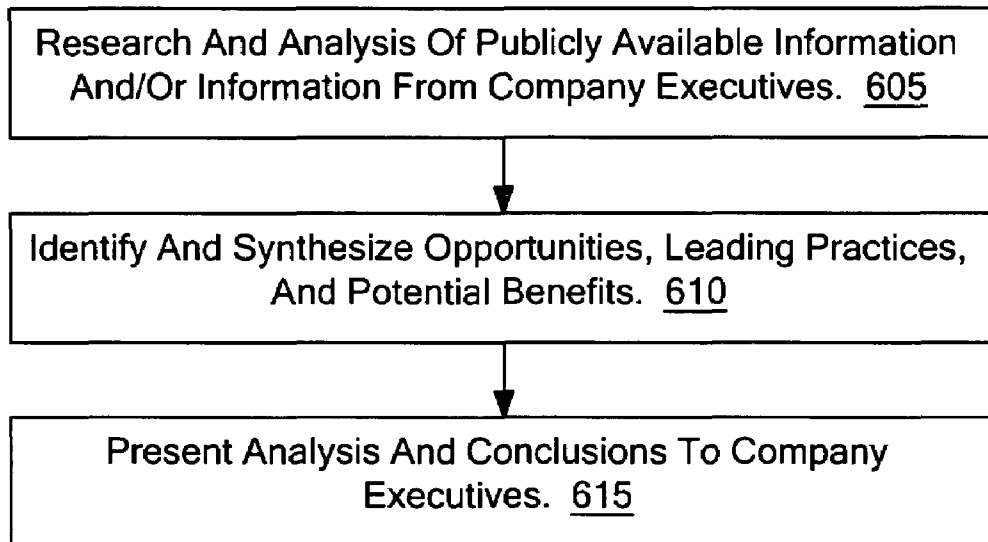 Research And Analysis Of Publicly Available Information
And/Or Information From Company Executives. 605
Identify And Synthesize Opportunities, Leading Practices,
And Potential Benefits. 610
Present Analysis And Conclusions To Company
Executives. 615